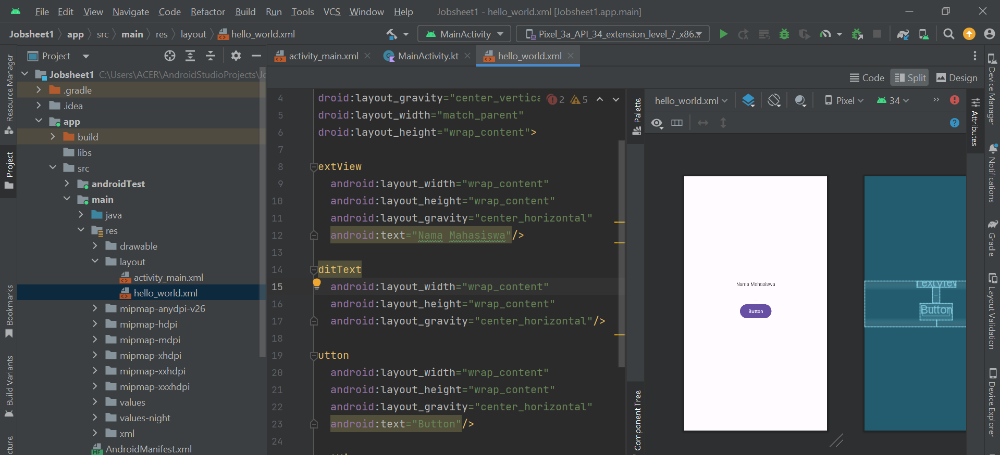 File Edit View Navigate Code Refactor Build Run Tools VCS Window Help Jobsheet1 - hello_world.xml [Jobsheet1.app.main]
Jobsheet1 app src main res layout hello_world.xml MainActivity Pixel_3a_API_34_extension_level_7_x86...
Resource Manager
Project
Bookmarks
Build Variants
Project
Jobsheet1 C:\Users\ACER\AndroidStudioProjects\Jo
.gradle
.idea
app
build
libs
src
androidTest
main
java
res
drawable
layout
activity_main.xml
hello_world.xml
mipmap-anydpi-v26
mipmap-hdpi
mipmap-mdpi
mipmap-xhdpi
mipmap-xxhdpi
mipmap-xxxhdpi
values
values-night
xml
MF AndroidManifest.xml
activity_main.xml MainActivity.kt hello_world.xml
Code Split Design
4 droid:layout_gravity="center_vertica 2 5
5 droid:layout_width="match_parent"
6 droid:layout_height="wrap_content">
7
8 extView
9 android:layout_width="wrap_content"
10 android:layout_height="wrap_content"
11 android:layout_gravity="center_horizontal"
12 android:text="Nama Mahasiswa"/>
13
14 ditText
15 android:layout_width="wrap_content"
16 android:layout_height="wrap_content"
17 android:layout_gravity="center_horizontal"/>
18
19 utton
20 android:layout_width="wrap_content"
21 android:layout_height="wrap_content"
22 android:layout_gravity="center_horizontal"
23 android:text="Button"/>
24
Palette
Component Tree
hello_world.xml Pixel 34
Nama Mahasiswa
Button
TextView
Button
Attributes
Device Manager
Notifications
Gradle
Layout Validation
Device Explorer